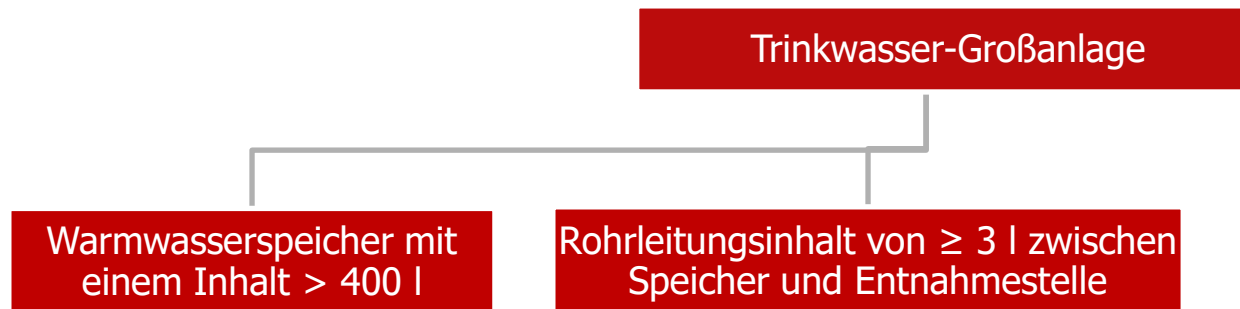 Trinkwasser-Großanlage
Warmwasserspeicher mit
einem Inhalt > 400 l
Rohrleitungsinhalt von ≥ 3 l zwischen
Speicher und Entnahmestelle